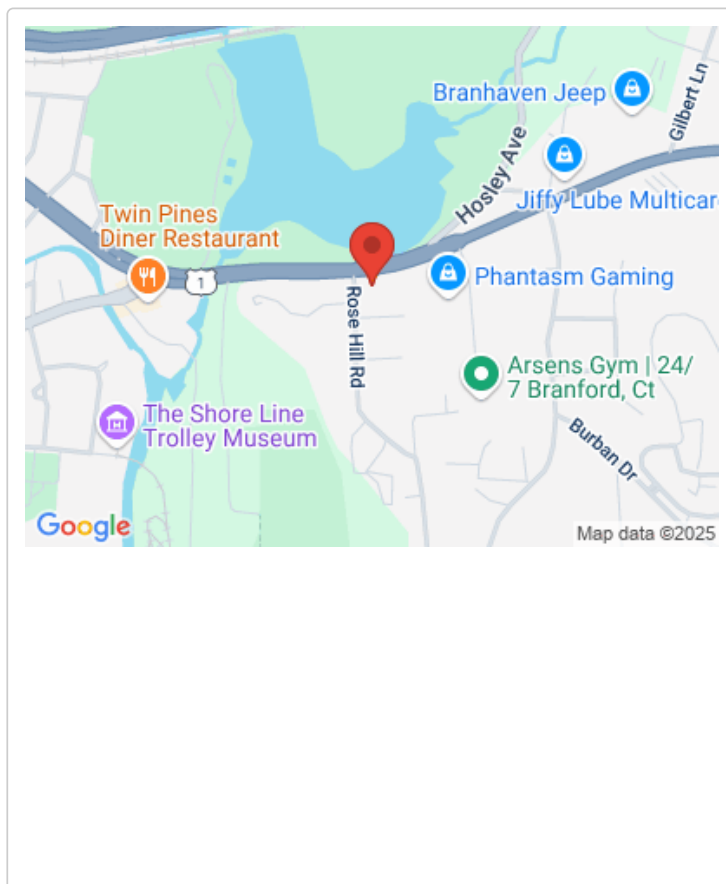 Gilbert Ln
Branhaven Jeep
Hosley Ave
Jiffy Lube Multicar
Twin Pines
Diner Restaurant
1
Phantasm Gaming
Rose Hill Rd
Arsens Gym | 24/
7 Branford, Ct
The Shore Line
Trolley Museum
Burban Dr
Google
Map data ©2025